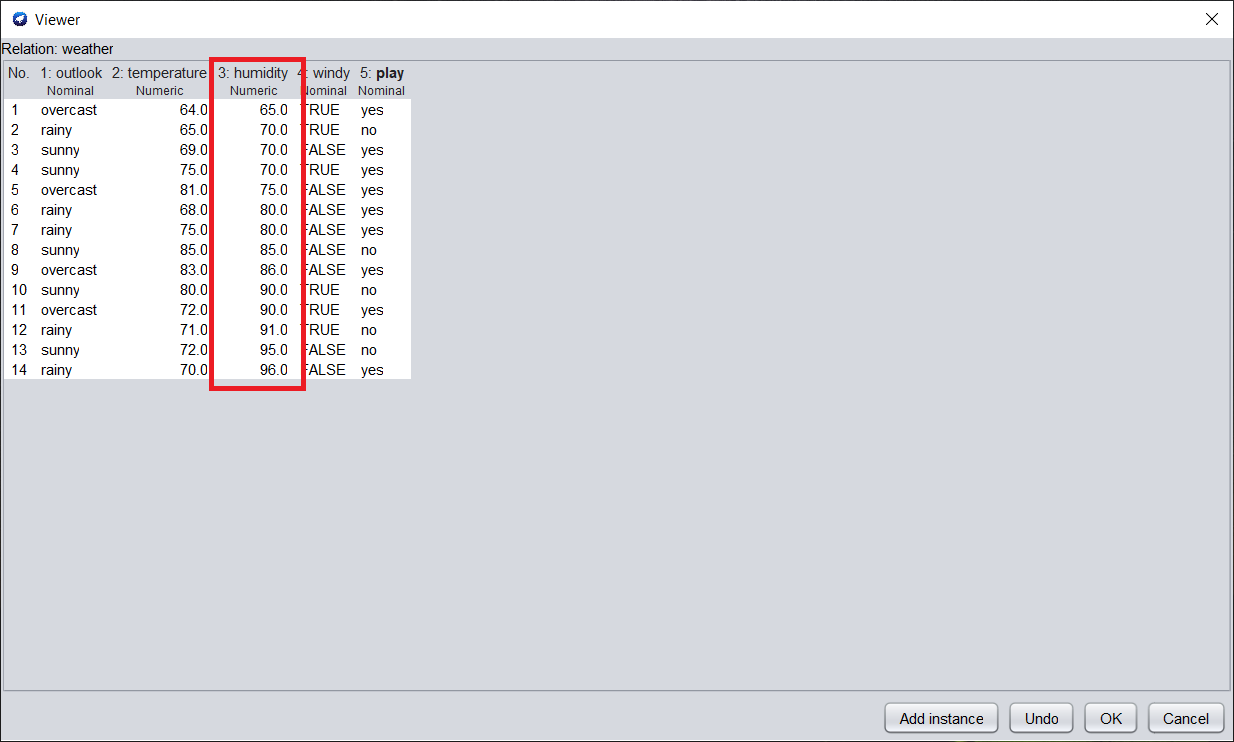 Viewer
Relation: weather
No. 1: outlook 2: temperature 3: humidity 4: windy 5: play
Nominal Numeric Numeric Nominal Nominal
1 overcast 64.0 65.0 TRUE yes
2 rainy 65.0 70.0 TRUE no
3 sunny 69.0 70.0 FALSE yes
4 sunny 75.0 70.0 TRUE yes
5 overcast 81.0 75.0 FALSE yes
6 rainy 68.0 80.0 FALSE yes
7 rainy 75.0 80.0 FALSE yes
8 sunny 85.0 85.0 FALSE no
9 overcast 83.0 86.0 FALSE yes
10 sunny 80.0 90.0 TRUE no
11 overcast 72.0 90.0 TRUE yes
12 rainy 71.0 91.0 TRUE no
13 sunny 72.0 95.0 FALSE no
14 rainy 70.0 96.0 FALSE yes
Add instance Undo OK Cancel